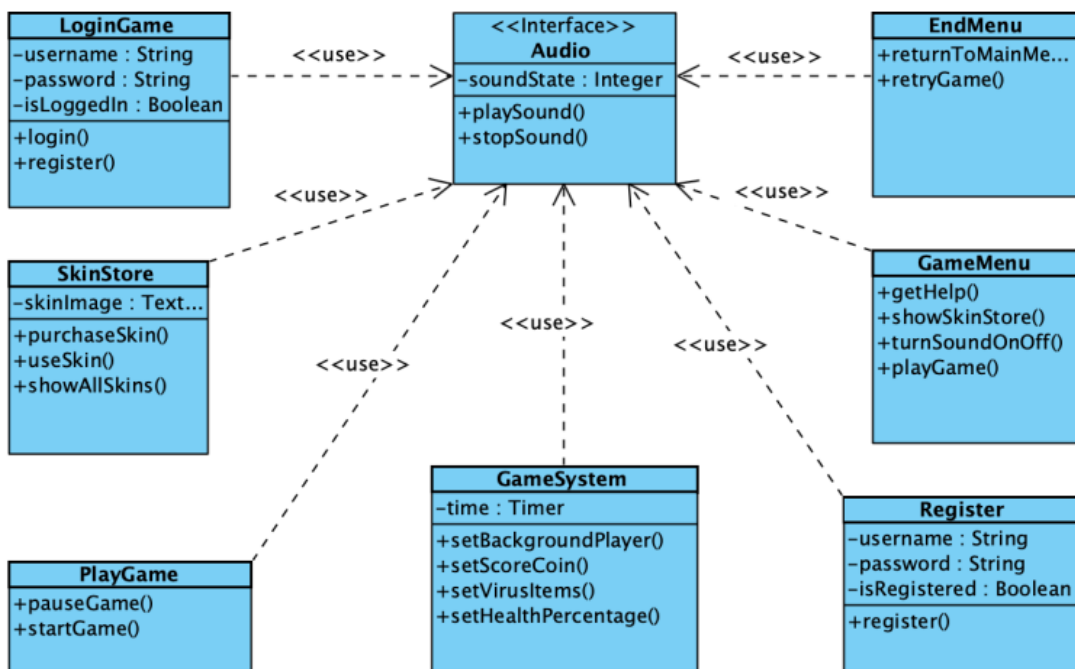 LoginGame
-username : String
-password : String
-isLoggedIn : Boolean
+login()
+register()
<<use>>
<<Interface>>
Audio
-soundState : Integer
+playSound()
+stopSound()
<<use>>
EndMenu
+returnToMainMe...
+retryGame()
<<use>>
<<use>>
SkinStore
-skinImage : Text...
+purchaseSkin()
+useSkin()
+showAllSkins()
GameMenu
+getHelp()
+showSkinStore()
+turnSoundOnOff()
+playGame()
<<use>>
<<use>>
<<use>>
PlayGame
+pauseGame()
+startGame()
GameSystem
-time : Timer
+setBackgroundPlayer()
+setScoreCoin()
+setVirusItems()
+setHealthPercentage()
Register
-username : String
-password : String
-isRegistered : Boolean
+register()